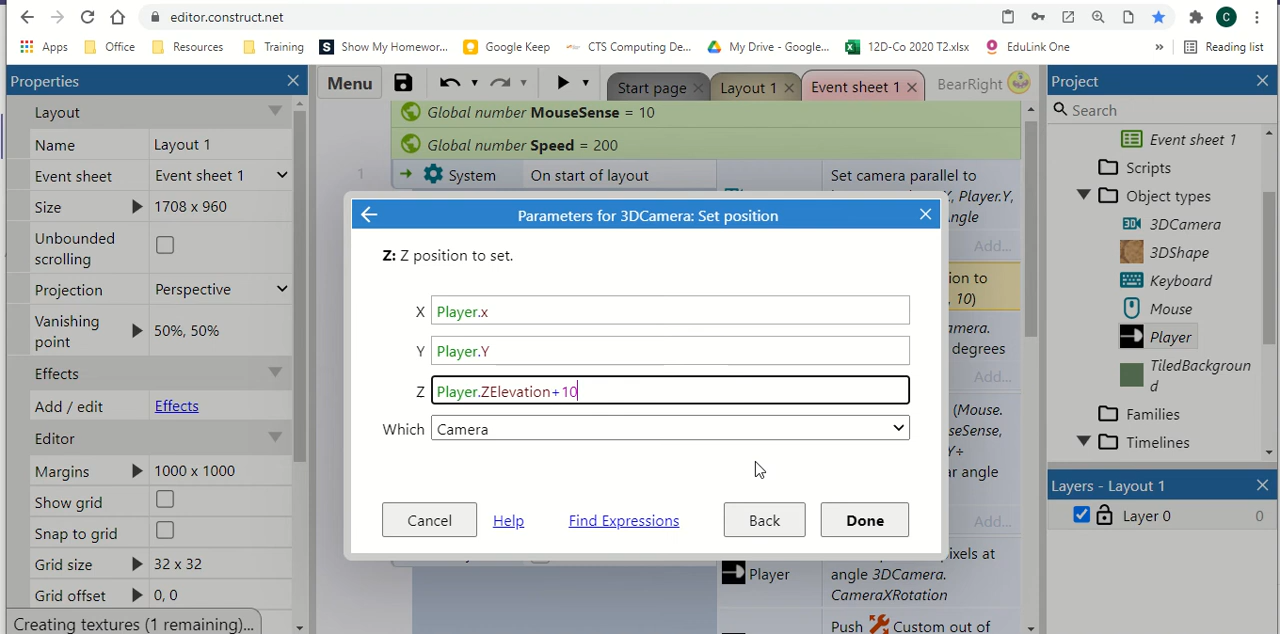 editor.construct.net
C
Apps
Office
Resources
Training
S
Show My Homewor...
Google Keep
CTS Computing De...
My Drive - Google...
12D-Co 2020 T2.xlsx
EduLink One
»
Reading list
Properties
Layout
Name
Layout 1
Event sheet
Event sheet 1
Size
1708 x 960
Unbounded
scrolling
Projection
Perspective
Vanishing
point
50%, 50%
Effects
Add / edit
Effects
Editor
Margins
1000 x 1000
Show grid
Snap to grid
Grid size
32 x 32
Grid offset
0, 0
Creating textures (1 remaining)...
Menu
Start page
Layout 1
Event sheet 1
BearRight
Global number MouseSense = 10
Global number Speed = 200
1
System
On start of layout
Set camera parallel to
X, Player.Y,
Angle
Add...
ion to
, 10)
amera.
degrees
Add...
(Mouse.
useSense,
Y+
ar angle
Add...
ixels at
Player
angle 3DCamera.
CameraXRotation
Push Custom out of
Parameters for 3DCamera: Set position
Z: Z position to set.
X
Player.x
Y
Player.Y
Z
Player.ZElevation+10
Which
Camera
Cancel
Help
Find Expressions
Back
Done
Project
Search
Event sheet 1
Scripts
Object types
3DCamera
3DShape
Keyboard
Mouse
Player
TiledBackgroun
d
Families
Timelines
Layers - Layout 1
Layer 0
0